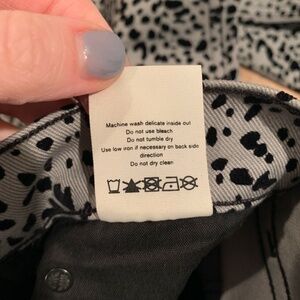 Machine wash delicate inside out
Do not use bleach
Do not tumble dry
Use low iron if necessary on back side
direction
Do not dry clean